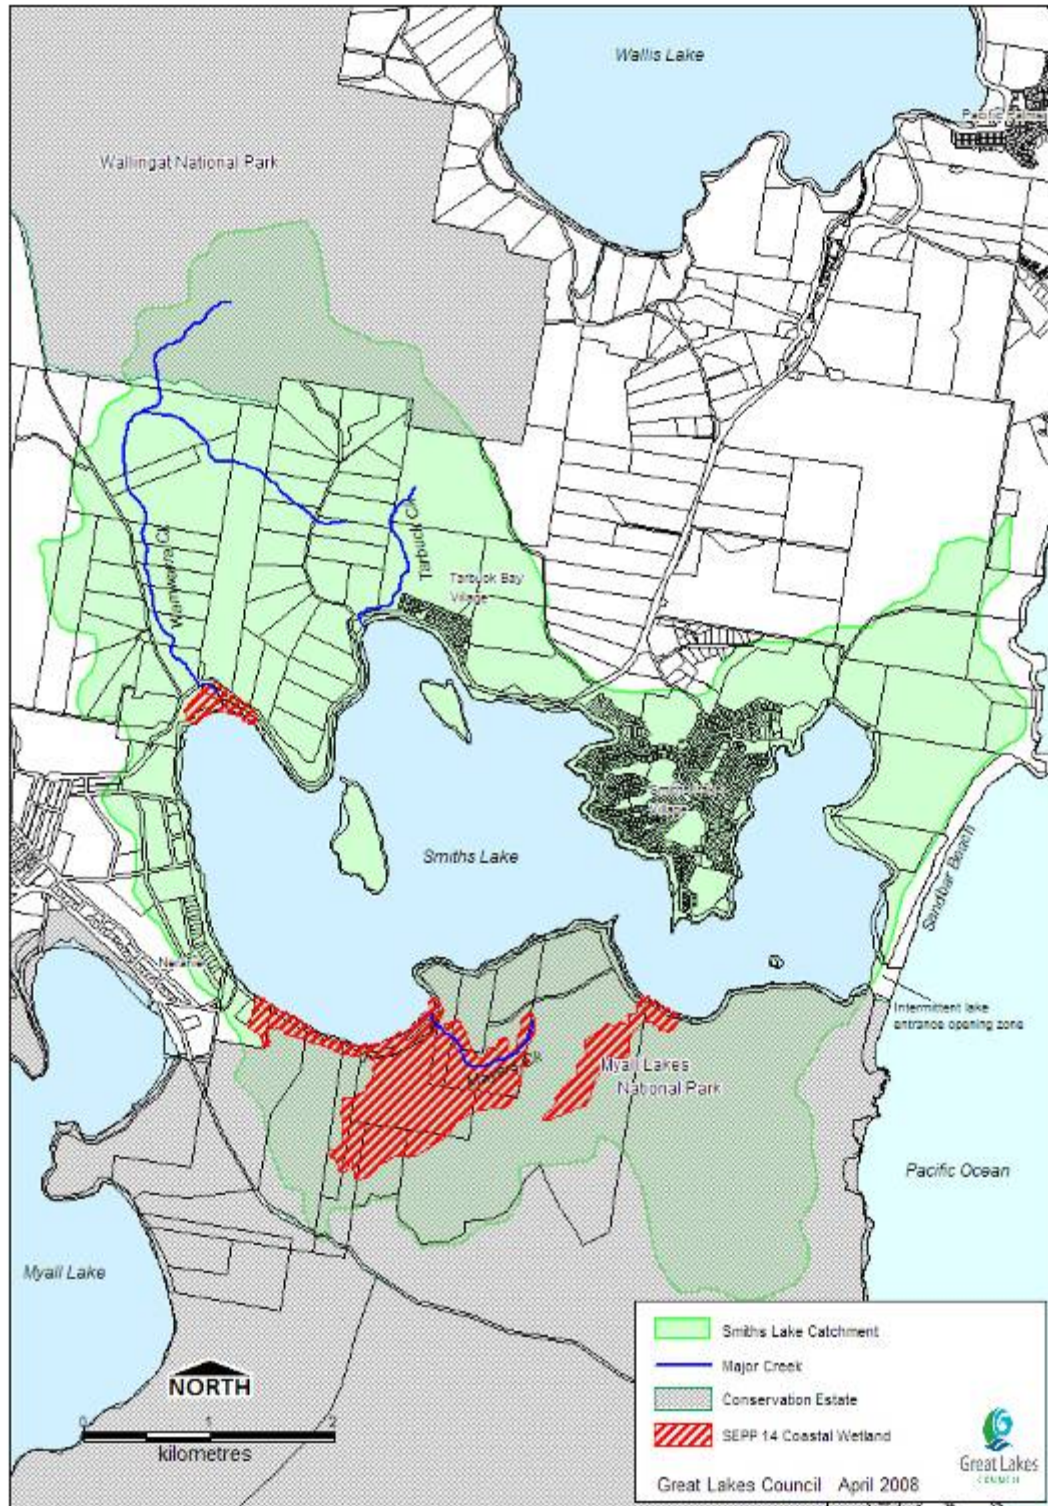 Wallis Lake
Wallingat National Park
Tarbuck Ck
Tarbuck Bay
Village
Smiths Lake
Sandbar Beach
Intermittent lake
entrance opening zone
Myall Lakes
National Park
Pacific Ocean
Myall Lake
NORTH
0 1 2
kilometres
Smiths Lake Catchment
Major Creek
Conservation Estate
SEPP 14 Coastal Wetland
Great Lakes
COUNCIL
Great Lakes Council April 2008